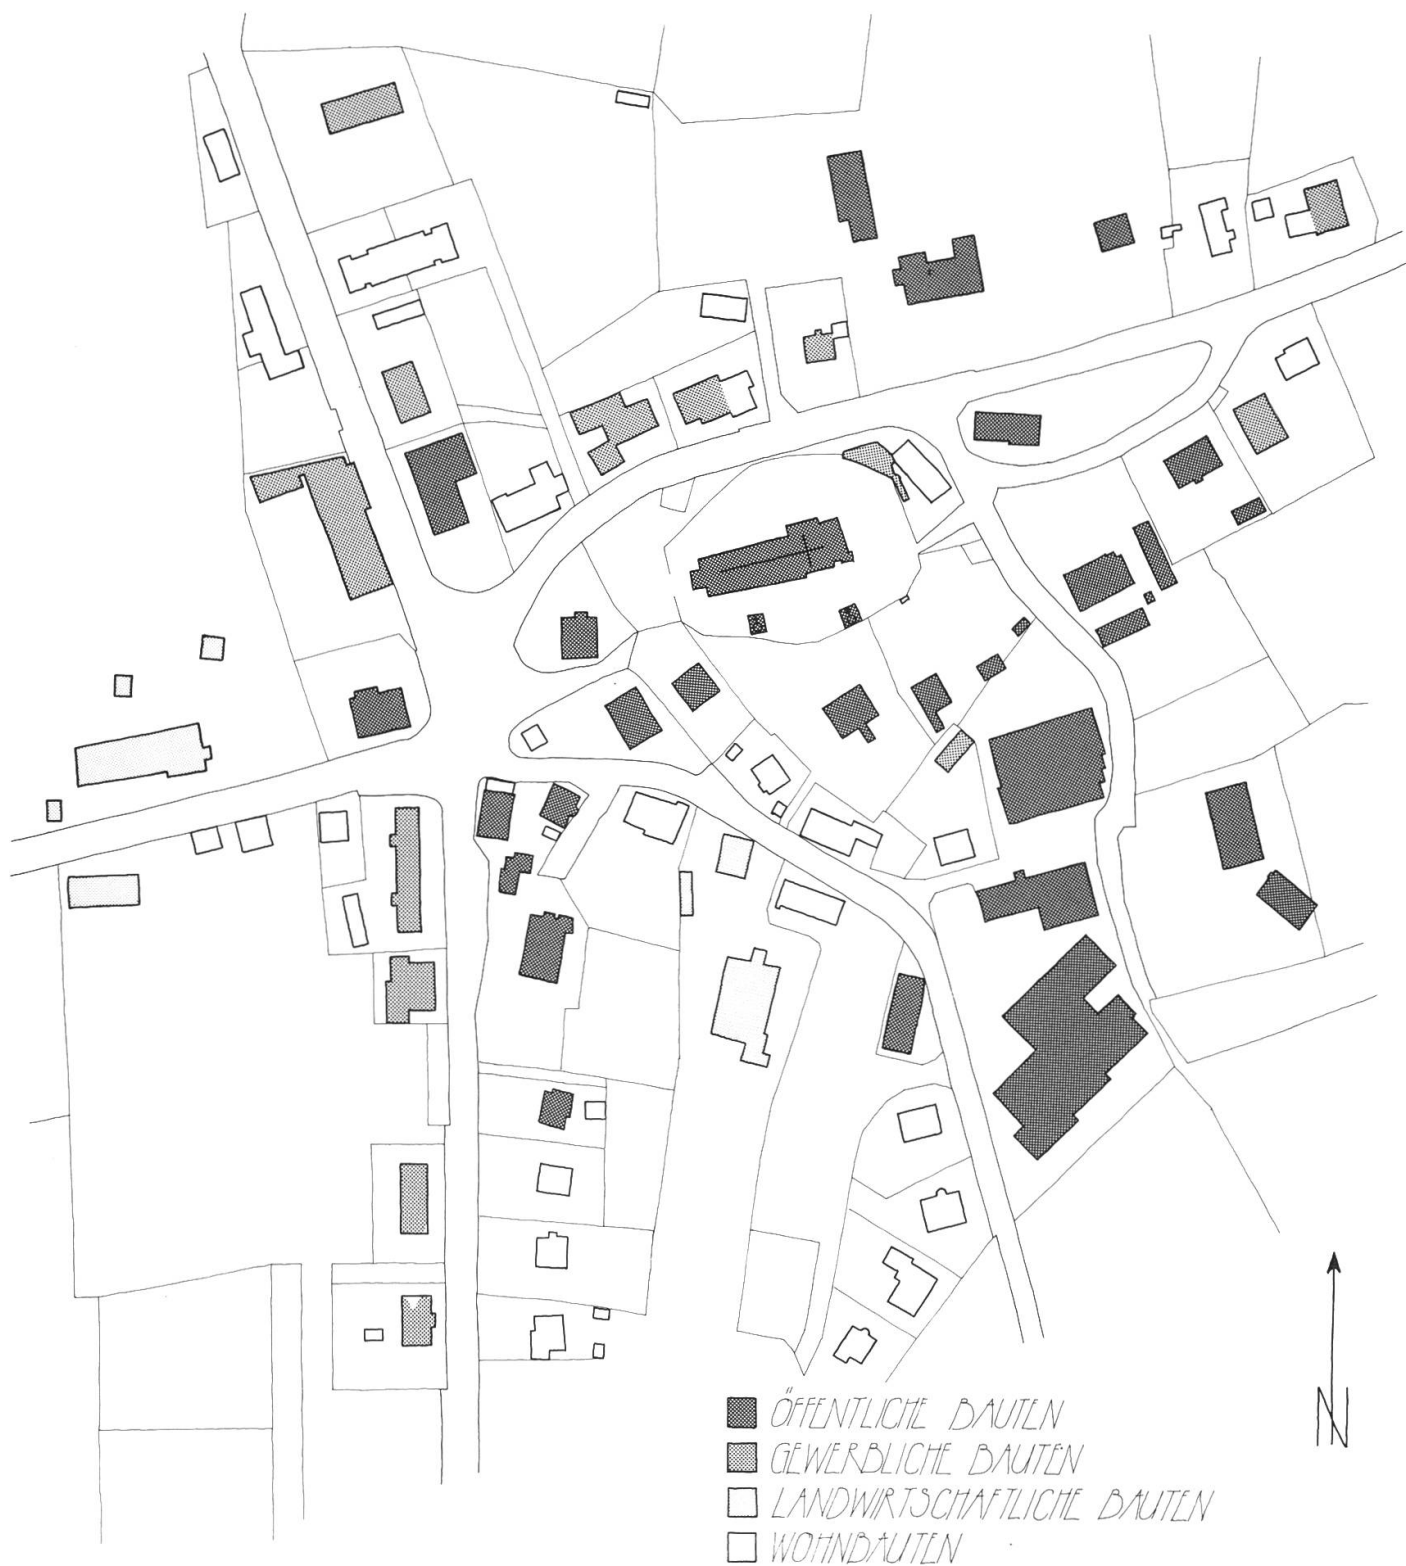 ÖFFENTLICHE BAUTEN
GEWERBLICHE BAUTEN
LANDWIRTSCHAFTLICHE BAUTEN
WOHNBAUTEN
N